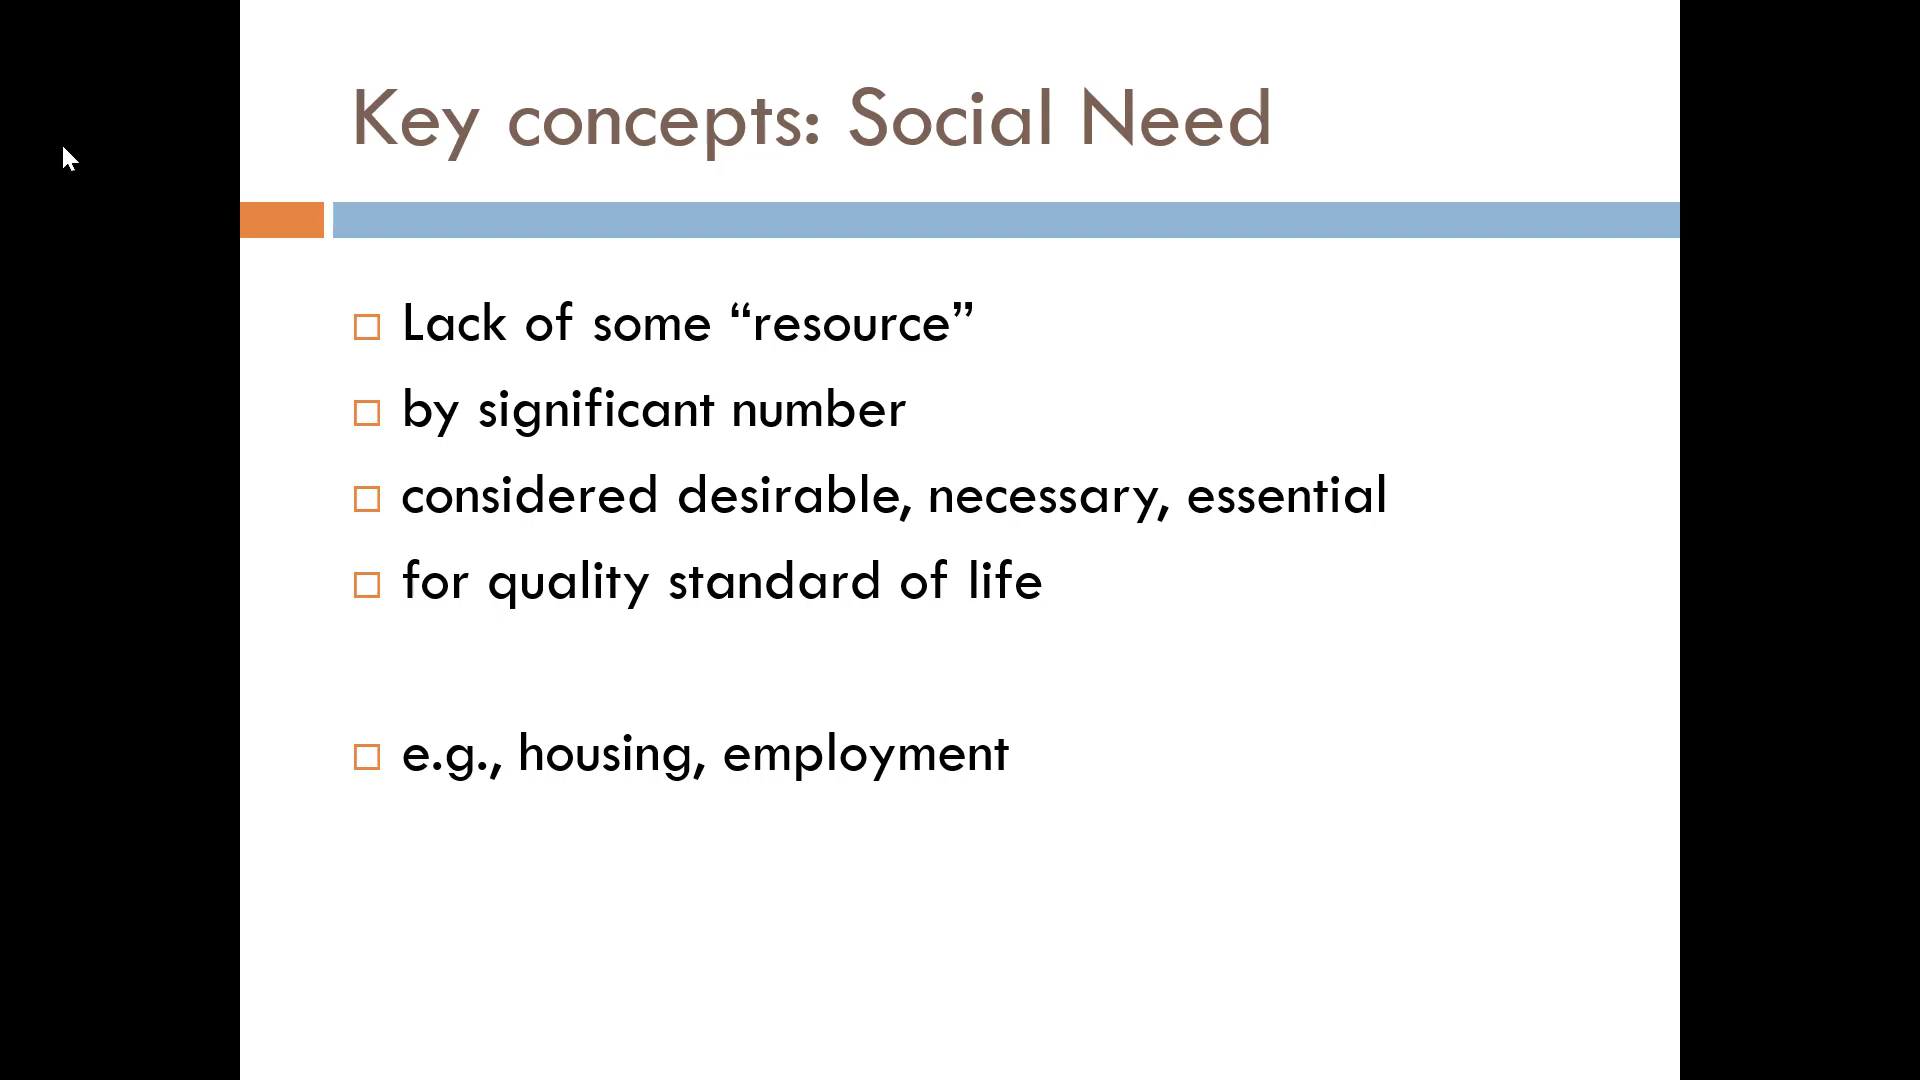 Key concepts: Social Need
Lack of some “resource”
by significant number
considered desirable, necessary, essential
for quality standard of life
e.g., housing, employment